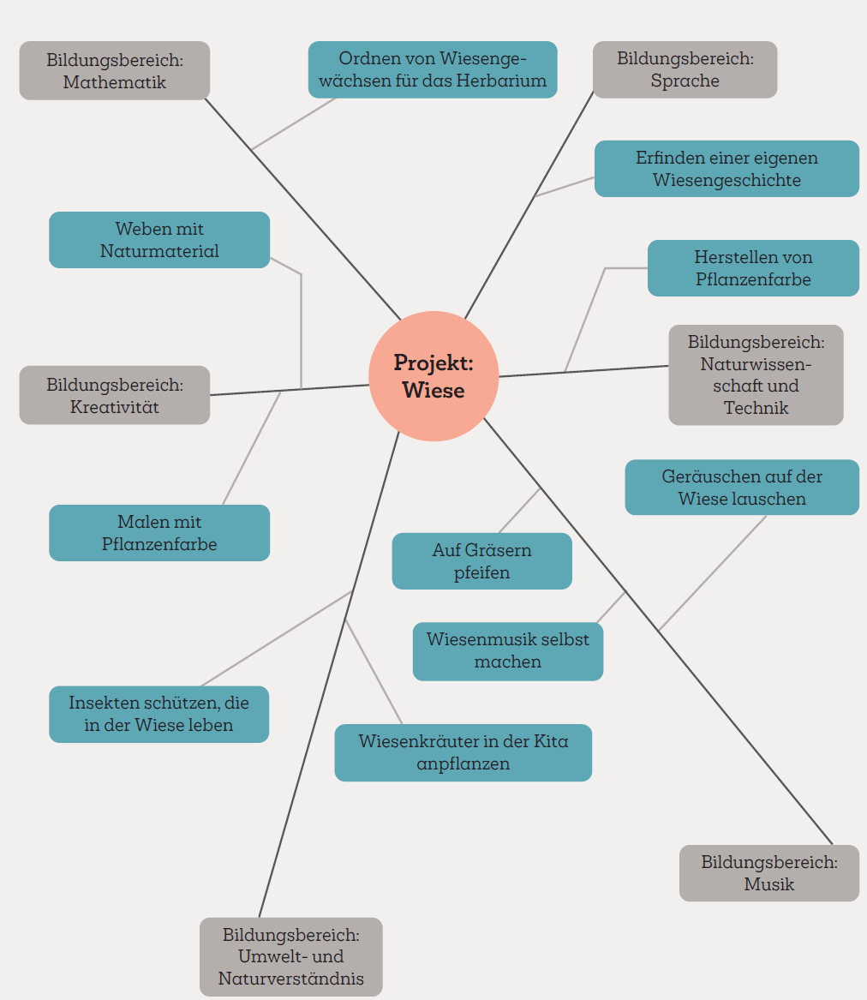 Bildungsbereich:
Mathematik
Ordnen von Wiesenge-
wächsen für das Herbarium
Bildungsbereich:
Sprache
Erfinden einer eigenen
Wiesengeschichte
Weben mit
Naturmaterial
Herstellen von
Pflanzenfarbe
Projekt:
Wiese
Bildungsbereich:
Naturwissen-
schaft und
Technik
Bildungsbereich:
Kreativität
Geräuschen auf der
Wiese lauschen
Malen mit
Pflanzenfarbe
Auf Gräsern
pfeifen
Wiesenmusik selbst
machen
Insekten schützen, die
in der Wiese leben
Wiesenkräuter in der Kita
anpflanzen
Bildungsbereich:
Musik
Bildungsbereich:
Umwelt- und
Naturverständnis